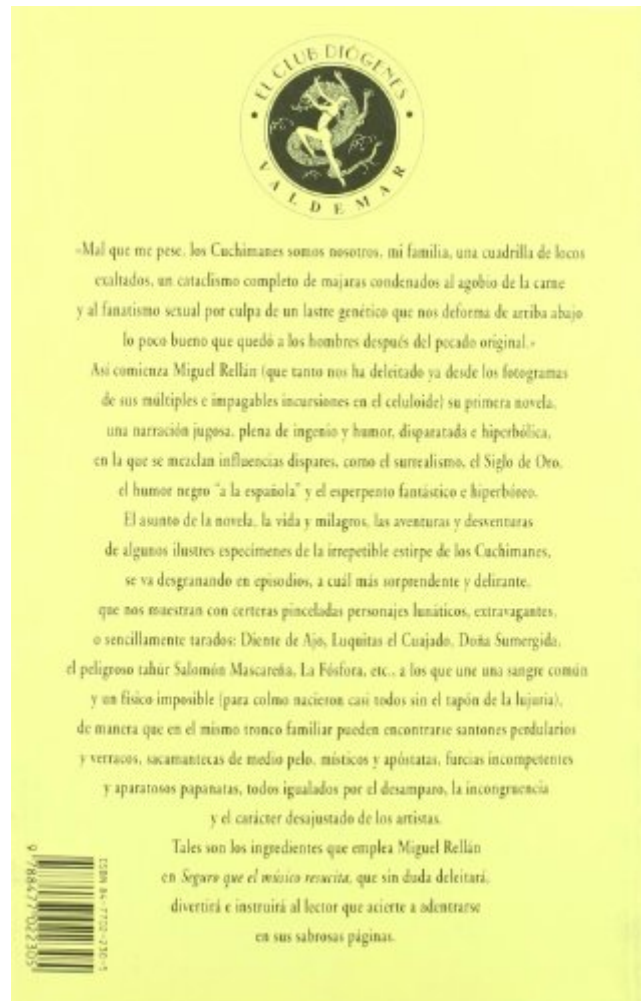 EL CLUB DIÓGENES
VALDEMAR
«Mal que me pese, los Cuchimanes somos nosotros, mi familia, una cuadrilla de locos
exaltados, un cataclismo completo de majaras condenados al agobio de la carne
y al fanatismo sexual por culpa de un lastre genético que nos deforma de arriba abajo
lo poco bueno que quedó a los hombres después del pecado original.»
Así comienza Miguel Rellán (que tanto nos ha deleitado ya desde los fotogramas
de sus múltiples e impagables incursiones en el celuloide) su primera novela,
una narración jugosa, plena de ingenio y humor, disparatada e hiperbólica,
en la que se mezclan influencias dispares, como el surrealismo, el Siglo de Oro,
el humor negro "a la española" y el esperpento fantástico e hiperbóreo.
El asunto de la novela, la vida y milagros, las aventuras y desventuras
de algunos ilustres especímenes de la irrepetible estirpe de los Cuchimanes,
se va desgranando en episodios, a cuál más sorprendente y delirante,
que nos muestran con certeras pinceladas personajes lunáticos, extravagantes,
o sencillamente tarados: Diente de Ajo, Luquitas el Cuajado, Doña Sumergida,
el peligroso tahúr Salomón Mascareña, La Fósfora, etc., a los que une una sangre común
y un físico imposible (para colmo nacieron casi todos sin el tapón de la lujuria),
de manera que en el mismo tronco familiar pueden encontrarse santones perdularios
y verracos, sacamantecas de medio pelo, místicos y apóstatas, furcias incompetentes
y aparatosos papanatas, todos igualados por el desamparo, la incongruencia
y el carácter desajustado de los artistas.
Tales son los ingredientes que emplea Miguel Rellán
en Seguro que el músico resucita, que sin duda deleitará,
divertirá e instruirá al lector que acierte a adentrarse
en sus sabrosas páginas.
ISBN 84-7702-230-5
9 788477 022305